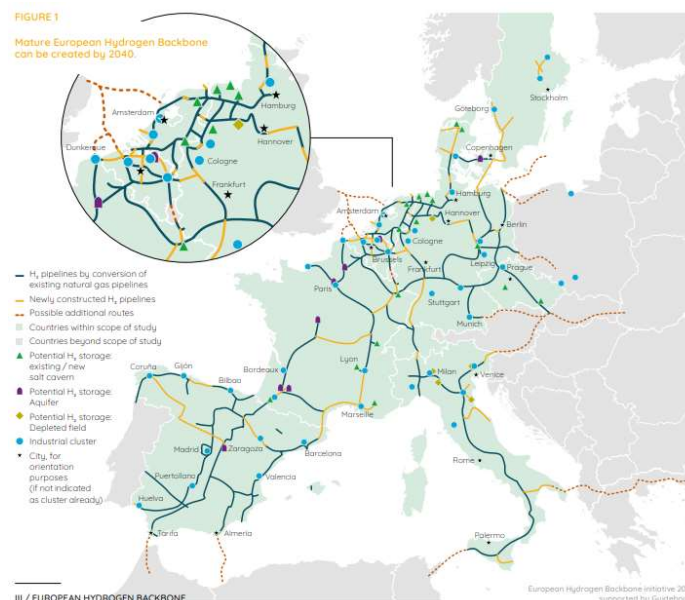 FIGURE 1
Mature European Hydrogen Backbone
can be created by 2040.
Amsterdam
Hamburg
Hannover
Dunkerque
Cologne
Frankfurt
Stockholm
Göteborg
Copenhagen
Hamburg
Amsterdam
Hannover
Berlin
Cologne
Brussels
Leipzig
Frankfurt
Prague
Paris
Stuttgart
Munich
Lyon
Milan
Venice
Bordeaux
Coruña
Gijón
Bilbao
Marseille
Madrid
Zaragoza
Barcelona
Puertollano
Valencia
Rome
Huelva
Tarifa
Almería
Palermo
H₂ pipelines by conversion of
existing natural gas pipelines
Newly constructed H₂ pipelines
Possible additional routes
Countries within scope of study
Countries beyond scope of study
Potential H₂ storage:
existing / new
salt cavern
Potential H₂ storage:
Aquifer
Potential H₂ storage:
Depleted field
Industrial cluster
City, for
orientation
purposes
(if not indicated
as cluster already)
European Hydrogen Backbone initiative 20
supported by Guideho
III / EUROPEAN HYDROGEN BACKBONE